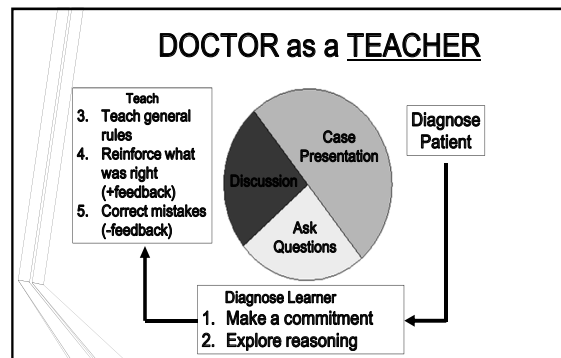 DOCTOR as a TEACHER
Teach
3. Teach general
rules
4. Reinforce what
was right
(+feedback)
5. Correct mistakes
(-feedback)
Case
Presentation
Discussion
Ask
Questions
Diagnose
Patient
Diagnose Learner
1. Make a commitment
2. Explore reasoning